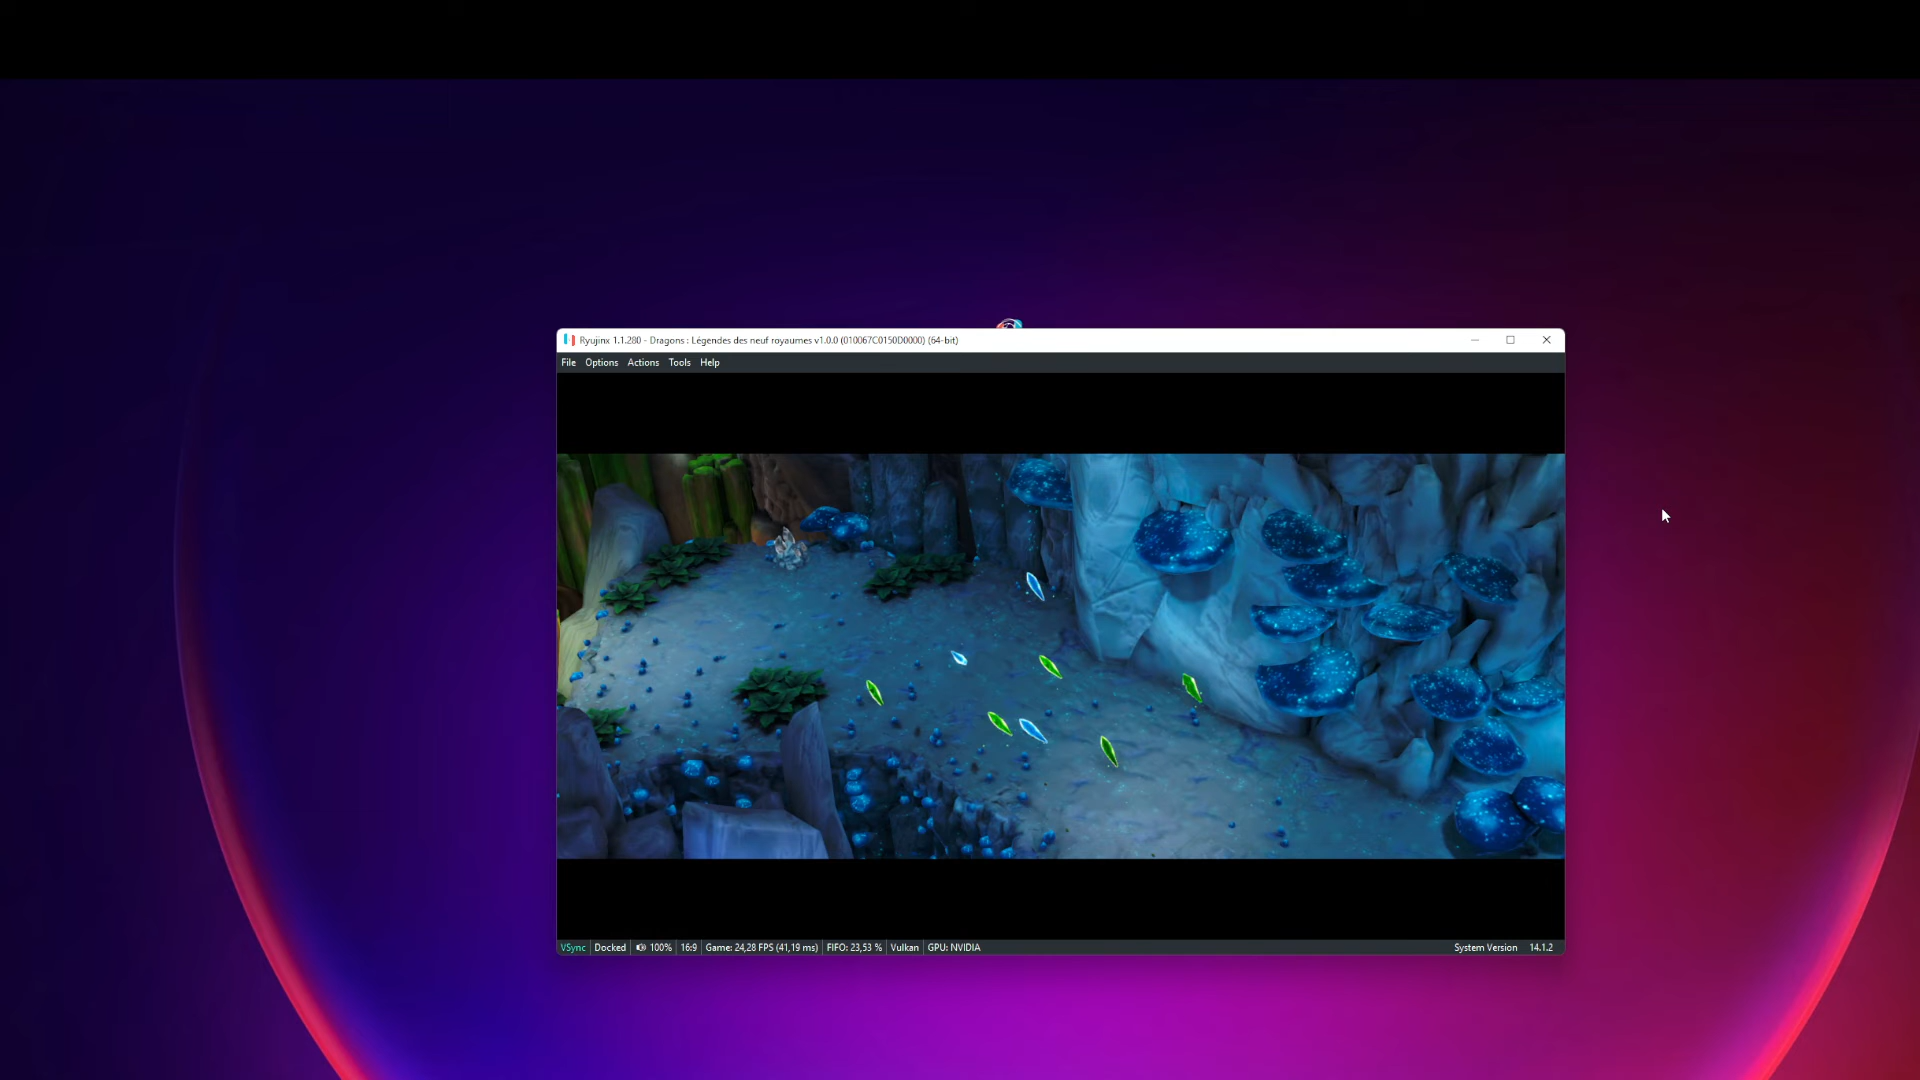 Ryujinx 1.1.280 - Dragons : Légendes des neuf royaumes v1.0.0 (010067C0150D0000) (64-bit)
File Options Actions Tools Help
VSync Docked 100% 16:9 Game: 24,28 FPS (41,19 ms) FIFO: 23,53 % Vulkan GPU: NVIDIA System Version 14.1.2